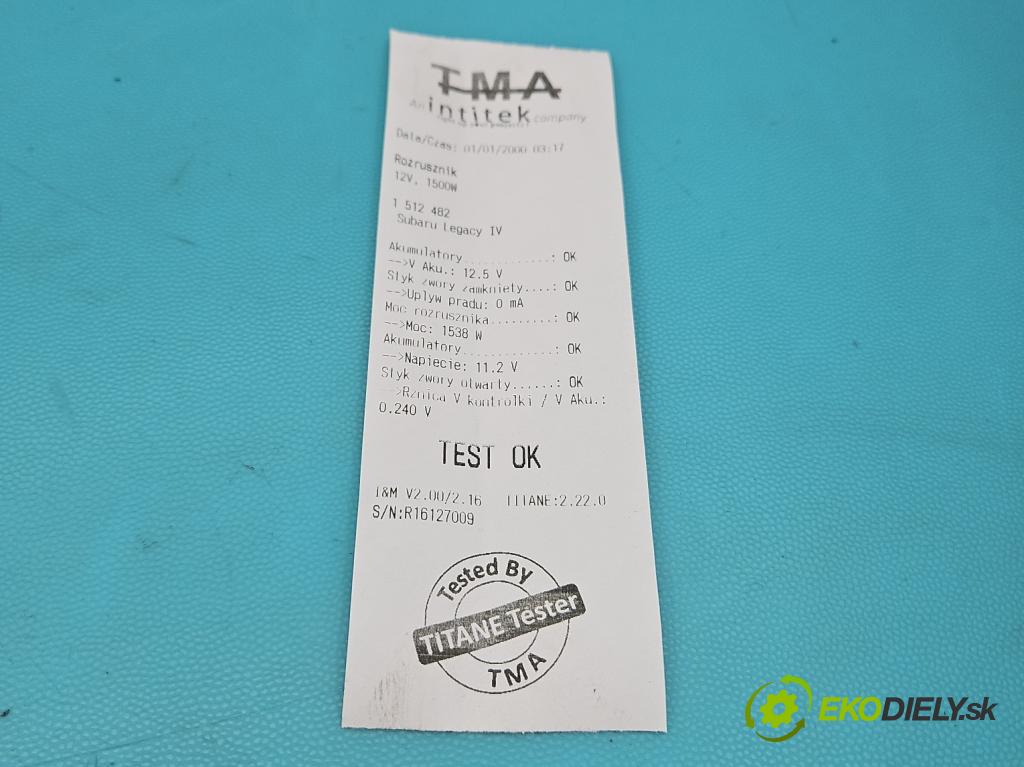 TMA
An intitek company
Data/Czas: 01/01/2000 03:17
Rozrusznik
12V, 1500W
1 512 482
Subaru Legacy IV
Akumulatory............: OK
-->V Aku.: 12.5 V
Styk zwory zamkniety....: OK
-->Uplyw pradu: 0 mA
Moc rozrusznika.........: OK
-->Moc: 1538 W
Akumulatory.............: OK
-->Napiecie: 11.2 V
Styk zwory otwarty......: OK
-->Rznica V kontrolki / V Aku.:
0.240 V
TEST OK
I&M V2.00/2.16 TITANE:2.22.0
S/N:R16127009
Tested By
TITANE Tester
TMA
EKODIELY.sk